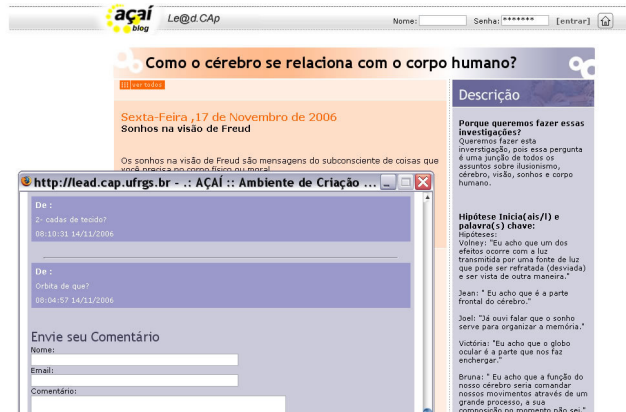 açaí
blog
Le@d.CAp
Nome:
Senha: *******
[entrar]
Como o cérebro se relaciona com o corpo humano?
ver todos
Sexta-Feira ,17 de Novembro de 2006
Sonhos na visão de Freud
Os sonhos na visão de Freud são mensagens do subconsciente de coisas que
você precisa no corpo físico ou moral
http://lead.cap.ufrgs.br - .: AÇAÍ :: Ambiente de Criação ...
De :
2- cadas de teoido?
08:10:31 14/11/2006
De :
Orbita de que?
08:04:57 14/11/2006
Envie seu Comentário
Nome:
Email:
Comentário:
Descrição
Porque queremos fazer essas
investigações?
Queremos fazer esta
inverstigação, pois essa pergunta
é uma junção de todos os
assuntos sobre ilusionismo,
cérebro, visão, sonhos e corpo
humano.
Hipótese Inicia(ais/l) e
palavra(s) chave:
Hipóteses:
Volney: "Eu acho que um dos
efeitos ocorre com a luz
transmitida por uma fonte de luz
que pode ser refratada (desviada)
e ser vista de outra maneira."
Jean: " Eu acho que é a parte
frontal do cérebro."
Joel: "Já ouvi falar que o sonho
serve para organizar a memória."
Victória: "Eu acho que o globo
ocular é a parte que nos faz
enchergar."
Bruna: " Eu acho que a função do
nosso cérebro seria comandar
nossos movimentos através de um
grande processo, a sua
composição no momento não sei."